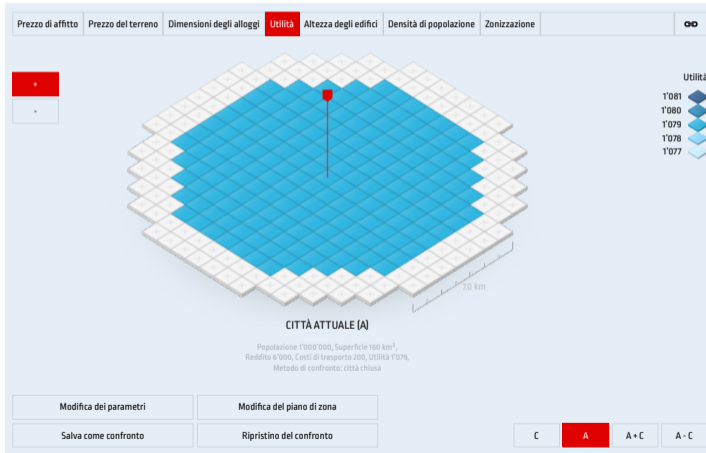 Prezzo di affitto Prezzo del terreno Dimensioni degli alloggi Utilità Altezza degli edifici Densità di popolazione Zonizzazione
+
-
Utilità
1'081
1'080
1'079
1'078
1'077
20 km
CITTÀ ATTUALE (A)
Popolazione 1'000'000, Superficie 160 km²,
Reddito 6'000, Costi di trasporto 200, Utilità 1'079,
Metodo di confronto: città chiusa
Modifica dei parametri Modifica del piano di zona
Salva come confronto Ripristino del confronto C A A + C A - C